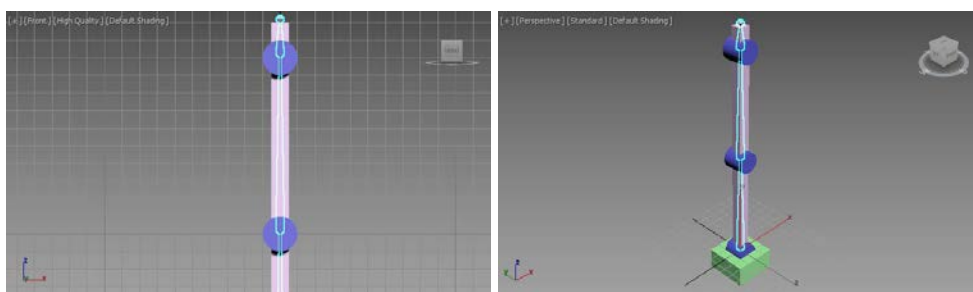 [+] [Front] [High Quality] [Default Shading]
[+] [Perspective] [Standard] [Default Shading]